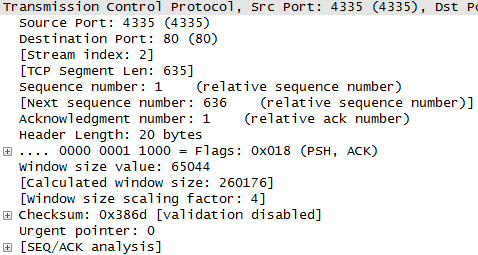 Transmission Control Protocol, Src Port: 4335 (4335), Dst Po
Source Port: 4335 (4335)
Destination Port: 80 (80)
[Stream index: 2]
[TCP Segment Len: 635]
Sequence number: 1    (relative sequence number)
[Next sequence number: 636    (relative sequence number)]
Acknowledgment number: 1    (relative ack number)
Header Length: 20 bytes
.... 0000 0001 1000 = Flags: 0x018 (PSH, ACK)
Window size value: 65044
[Calculated window size: 260176]
[Window size scaling factor: 4]
Checksum: 0x386d [validation disabled]
Urgent pointer: 0
[SEQ/ACK analysis]